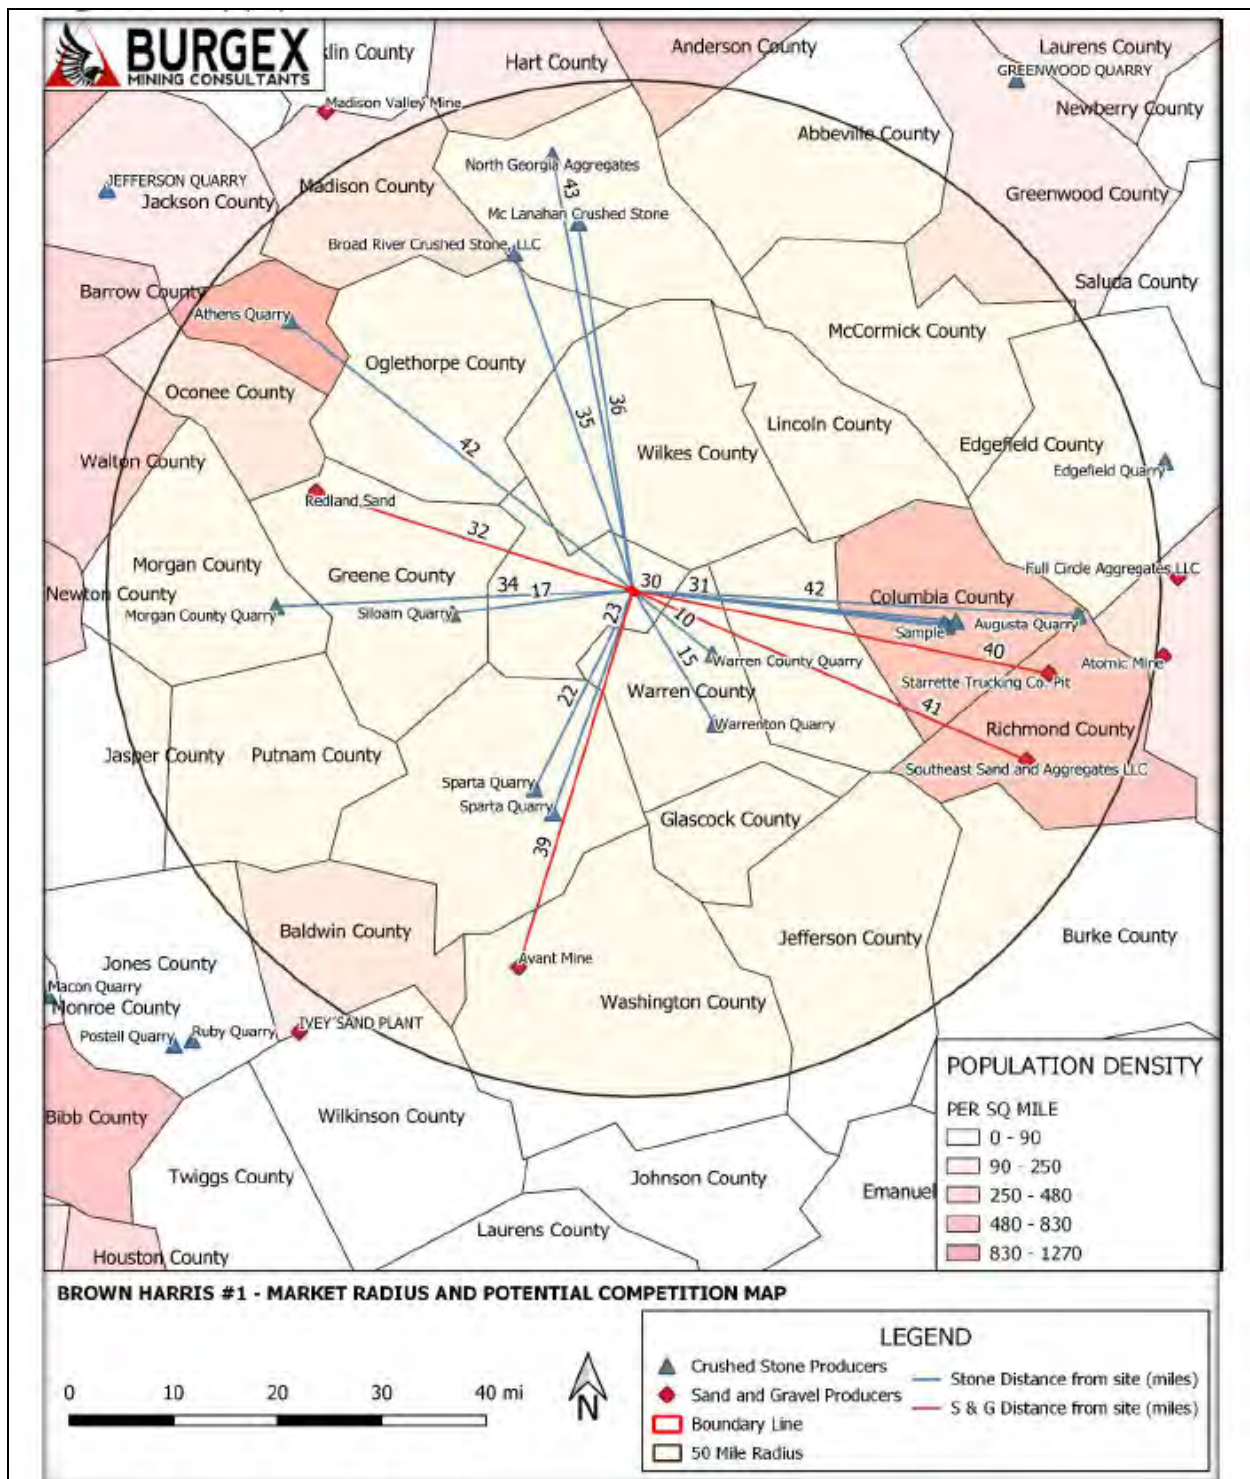 BURGEX
MINING CONSULTANTS
klin County
Hart County
Anderson County
Laurens County
GREENWOOD QUARRY
Madison Valley Mine
Newberry County
Abbeville County
North Georgia Aggregates
JEFFERSON QUARRY
Jackson County
Madison County
43
Greenwood County
Mc Lanahan Crushed Stone
Broad River Crushed Stone, LLC
Saluda County
Barrow County
Athens Quarry
McCormick County
Oglethorpe County
Oconee County
36
35
Lincoln County
42
Wilkes County
Edgefield County
Walton County
Edgefield Quarry
Redland Sand
32
Morgan County
Greene County
Full Circle Aggregates LLC
Newton County
34
17
30
31
42
Columbia County
Morgan County Quarry
Siloam Quarry
23
10
Sample
Augusta Quarry
15
Warren County Quarry
40
Atomic Mine
Starrette Trucking Co. Pit
22
Warren County
41
Warrenton Quarry
Richmond County
Jasper County
Putnam County
Southeast Sand and Aggregates LLC
Sparta Quarry
Sparta Quarry
Glascock County
39
Baldwin County
Jefferson County
Burke County
Jones County
Avant Mine
Macon Quarry
Monroe County
Washington County
Postell Quarry
Ruby Quarry
IVEY SAND PLANT
Bibb County
Wilkinson County
Twiggs County
Johnson County
Emanuel
Laurens County
Houston County
POPULATION DENSITY
PER SQ MILE
0 - 90
90 - 250
250 - 480
480 - 830
830 - 1270
BROWN HARRIS #1 - MARKET RADIUS AND POTENTIAL COMPETITION MAP
0 10 20 30 40 mi
N
LEGEND
Crushed Stone Producers
Sand and Gravel Producers
Boundary Line
50 Mile Radius
Stone Distance from site (miles)
S & G Distance from site (miles)